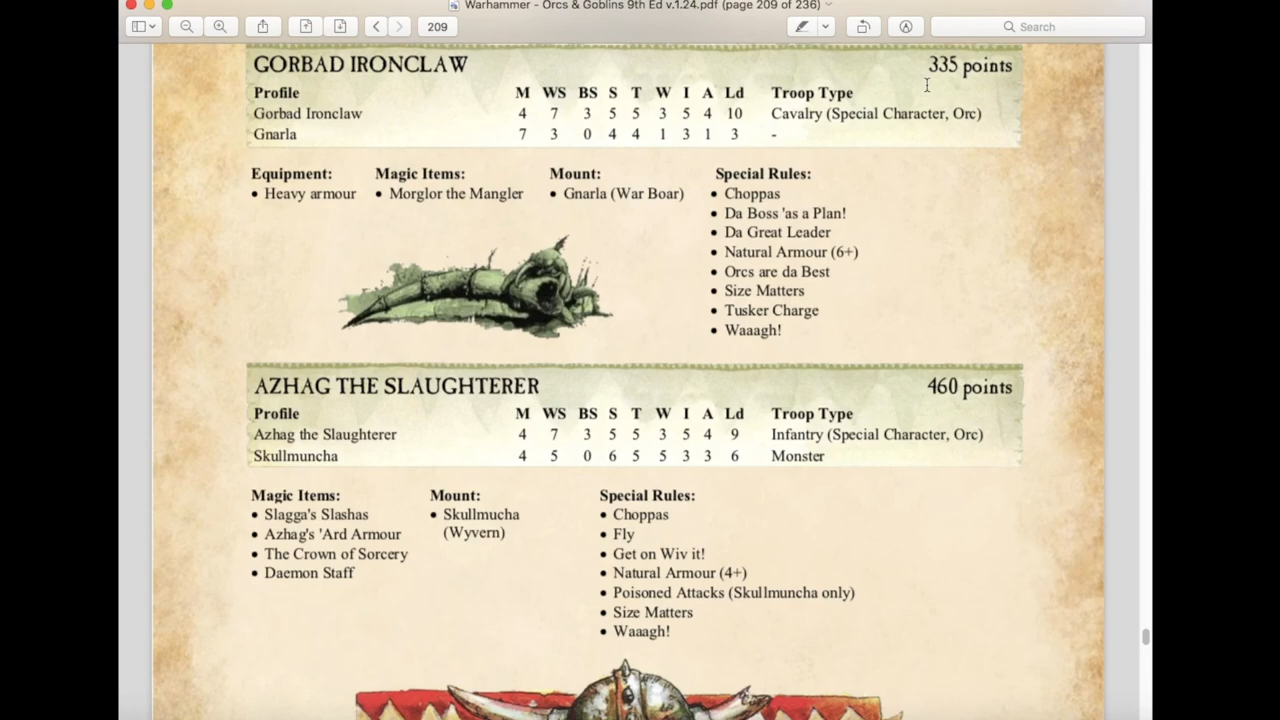 Warhammer - Orcs & Goblins 9th Ed v.1.24.pdf (page 209 of 236)
209
Search
GORBAD IRONCLAW 335 points
Profile M WS BS S T W I A Ld Troop Type
Gorbad Ironclaw 4 7 3 5 5 3 5 4 10 Cavalry (Special Character, Orc)
Gnarla 7 3 0 4 4 1 3 1 3 -
Equipment: Magic Items: Mount: Special Rules:
• Heavy armour • Morglor the Mangler • Gnarla (War Boar) • Choppas
• Da Boss 'as a Plan!
• Da Great Leader
• Natural Armour (6+)
• Orcs are da Best
• Size Matters
• Tusker Charge
• Waaagh!
AZHAG THE SLAUGHTERER 460 points
Profile M WS BS S T W I A Ld Troop Type
Azhag the Slaughterer 4 7 3 5 5 3 5 4 9 Infantry (Special Character, Orc)
Skullmuncha 4 5 0 6 5 5 3 3 6 Monster
Magic Items: Mount: Special Rules:
• Slagga's Slashas • Skullmucha • Choppas
• Azhag's 'Ard Armour (Wyvern) • Fly
• The Crown of Sorcery • Get on Wiv it!
• Daemon Staff • Natural Armour (4+)
• Poisoned Attacks (Skullmuncha only)
• Size Matters
• Waaagh!